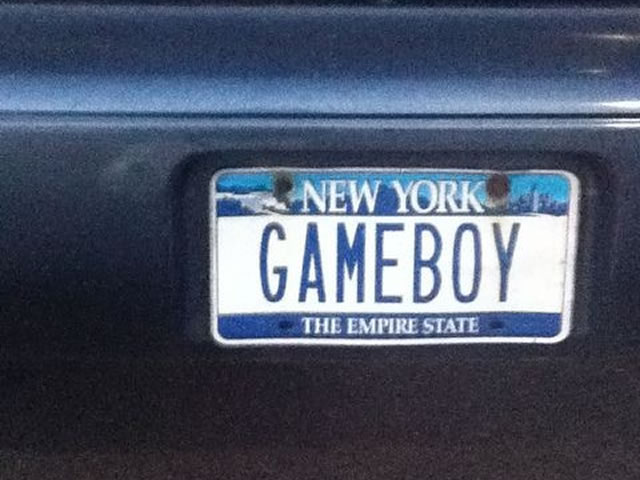 NEW YORK
GAMEBOY
THE EMPIRE STATE